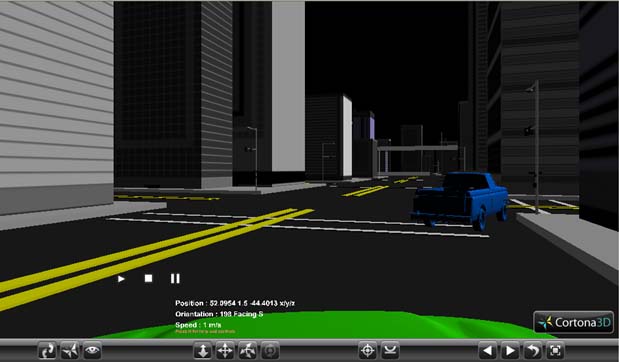 Position : 52.0954 1.5 -44.4013 x/y/z
Orientation : 198 Facing S
Speed : 1 m/s
Cortona3D